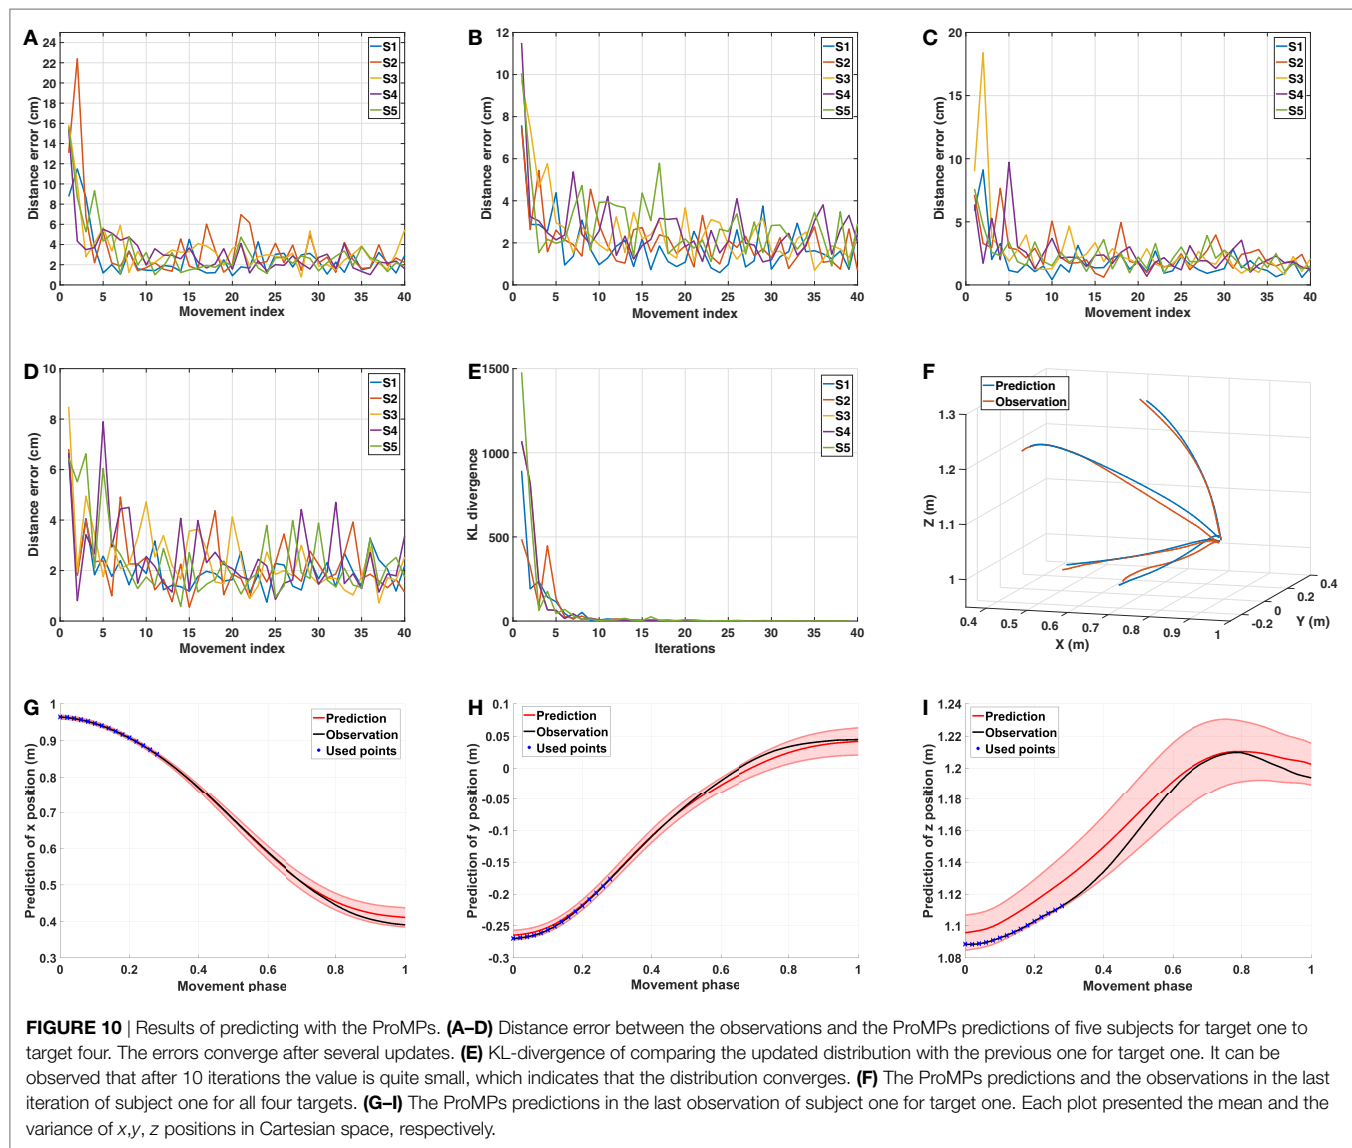 A
24
22
20
18
16
14
12
10
8
6
4
2
0
Distance error (cm)
S1
S2
S3
S4
S5
0 5 10 15 20 25 30 35 40
Movement index
B
12
10
8
6
4
2
0
Distance error (cm)
S1
S2
S3
S4
S5
0 5 10 15 20 25 30 35 40
Movement index
C
20
15
10
5
0
Distance error (cm)
S1
S2
S3
S4
S5
0 5 10 15 20 25 30 35 40
Movement index
D
10
8
6
4
2
0
Distance error (cm)
S1
S2
S3
S4
S5
0 5 10 15 20 25 30 35 40
Movement index
E
1500
1000
500
0
KL divergence
S1
S2
S3
S4
S5
0 5 10 15 20 25 30 35 40
Iterations
F
Prediction
Observation
1.3
1.2
1.1
1
Z (m)
0.4 0.5 0.6 0.7 0.8 0.9 1
X (m)
-0.2 0 0.2 0.4
Y (m)
G
1
0.9
0.8
0.7
0.6
0.5
0.4
0.3
Prediction of x position (m)
Prediction
Observation
Used points
0 0.2 0.4 0.6 0.8 1
Movement phase
H
0.1
0.05
0
-0.05
-0.1
-0.15
-0.2
-0.25
-0.3
Prediction of y position (m)
Prediction
Observation
Used points
0 0.2 0.4 0.6 0.8 1
Movement phase
I
1.24
1.22
1.2
1.18
1.16
1.14
1.12
1.1
1.08
Prediction of z position (m)
Prediction
Observation
Used points
0 0.2 0.4 0.6 0.8 1
Movement phase
FIGURE 10 | Results of predicting with the ProMPs. (A–D) Distance error between the observations and the ProMPs predictions of five subjects for target one to
target four. The errors converge after several updates. (E) KL-divergence of comparing the updated distribution with the previous one for target one. It can be
observed that after 10 iterations the value is quite small, which indicates that the distribution converges. (F) The ProMPs predictions and the observations in the last
iteration of subject one for all four targets. (G–I) The ProMPs predictions in the last observation of subject one for target one. Each plot presented the mean and the
variance of x,y, z positions in Cartesian space, respectively.